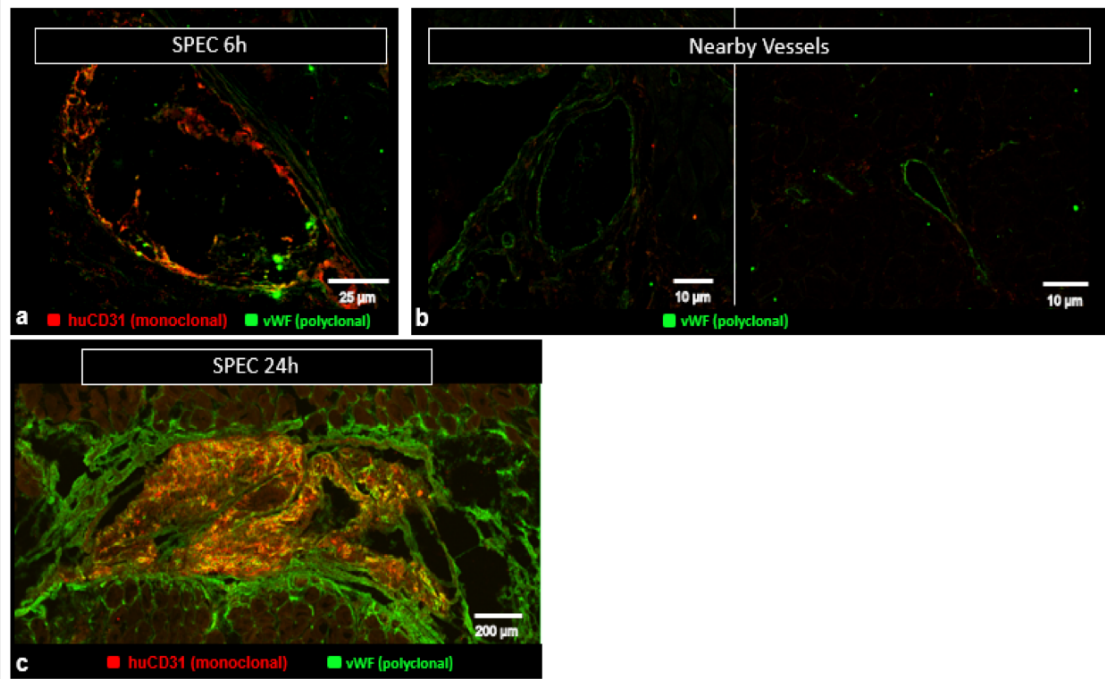 SPEC 6h
25 µm
a
huCD31 (monoclonal)
vWF (polyclonal)
Nearby Vessels
10 µm
10 µm
b
vWF (polyclonal)
SPEC 24h
200 µm
c
huCD31 (monoclonal)
vWF (polyclonal)